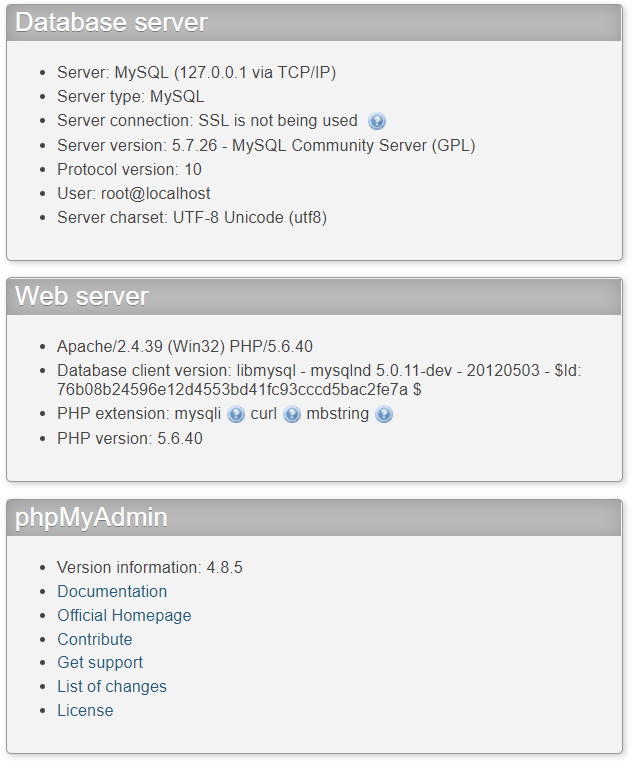 Database server
Server: MySQL (127.0.0.1 via TCP/IP)
Server type: MySQL
Server connection: SSL is not being used
Server version: 5.7.26 - MySQL Community Server (GPL)
Protocol version: 10
User: root@localhost
Server charset: UTF-8 Unicode (utf8)
Web server
Apache/2.4.39 (Win32) PHP/5.6.40
Database client version: libmysql - mysqlnd 5.0.11-dev - 20120503 - $Id:
76b08b24596e12d4553bd41fc93cccd5bac2fe7a $
PHP extension: mysqli curl mbstring
PHP version: 5.6.40
phpMyAdmin
Version information: 4.8.5
Documentation
Official Homepage
Contribute
Get support
List of changes
License